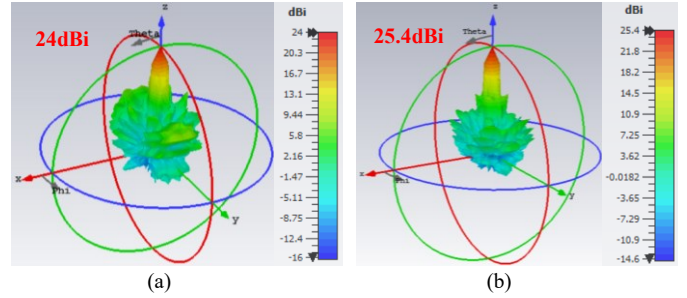 24dBi
z
Theta
x
Phi
y
dBi
24
20.3
16.7
13.1
9.44
5.8
2.16
-1.47
-5.11
-8.75
-12.4
-16
(a)
25.4dBi
z
Theta
x
Phi
y
dBi
25.4
21.8
18.1
14.5
10.9
7.25
3.62
-0.0182
-3.65
-7.29
-10.9
-14.6
(b)